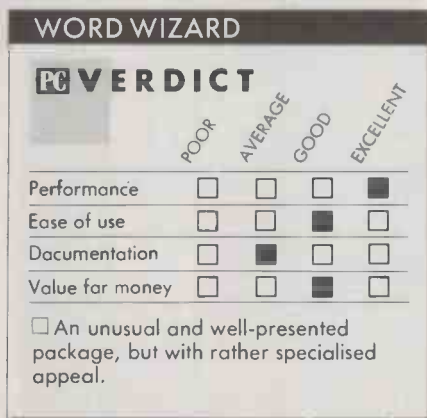 WORD WIZARD
PC VERDICT
POOR AVERAGE GOOD EXCELLENT
Performance
Ease of use
Documentation
Value for money
An unusual and well-presented
package, but with rather specialised
appeal.